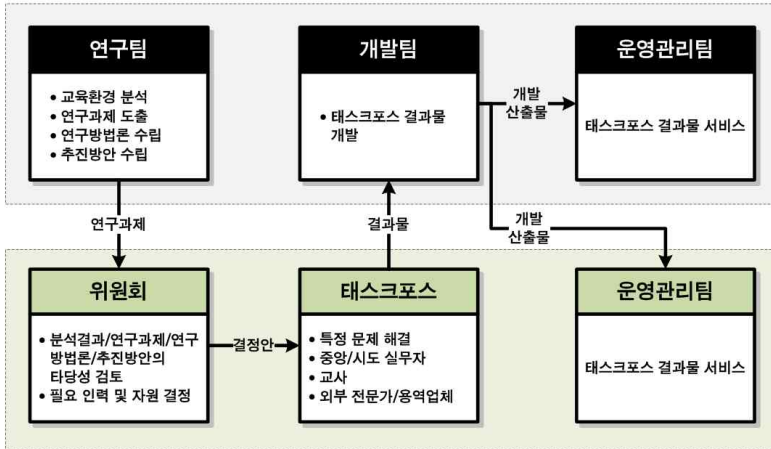 연구팀
• 교육환경 분석
• 연구과제 도출
• 연구방법론 수립
• 추진방안 수립
개발팀
• 태스크포스 결과물
개발
개발
산출물
운영관리팀
태스크포스 결과물 서비스
연구과제
결과물
개발
산출물
위원회
• 분석결과/연구과제/연구
방법론/추진방안의
타당성 검토
• 필요 인력 및 자원 결정
결정안
태스크포스
• 특정 문제 해결
• 중앙/시도 실무자
• 교사
• 외부 전문가/용역업체
운영관리팀
태스크포스 결과물 서비스